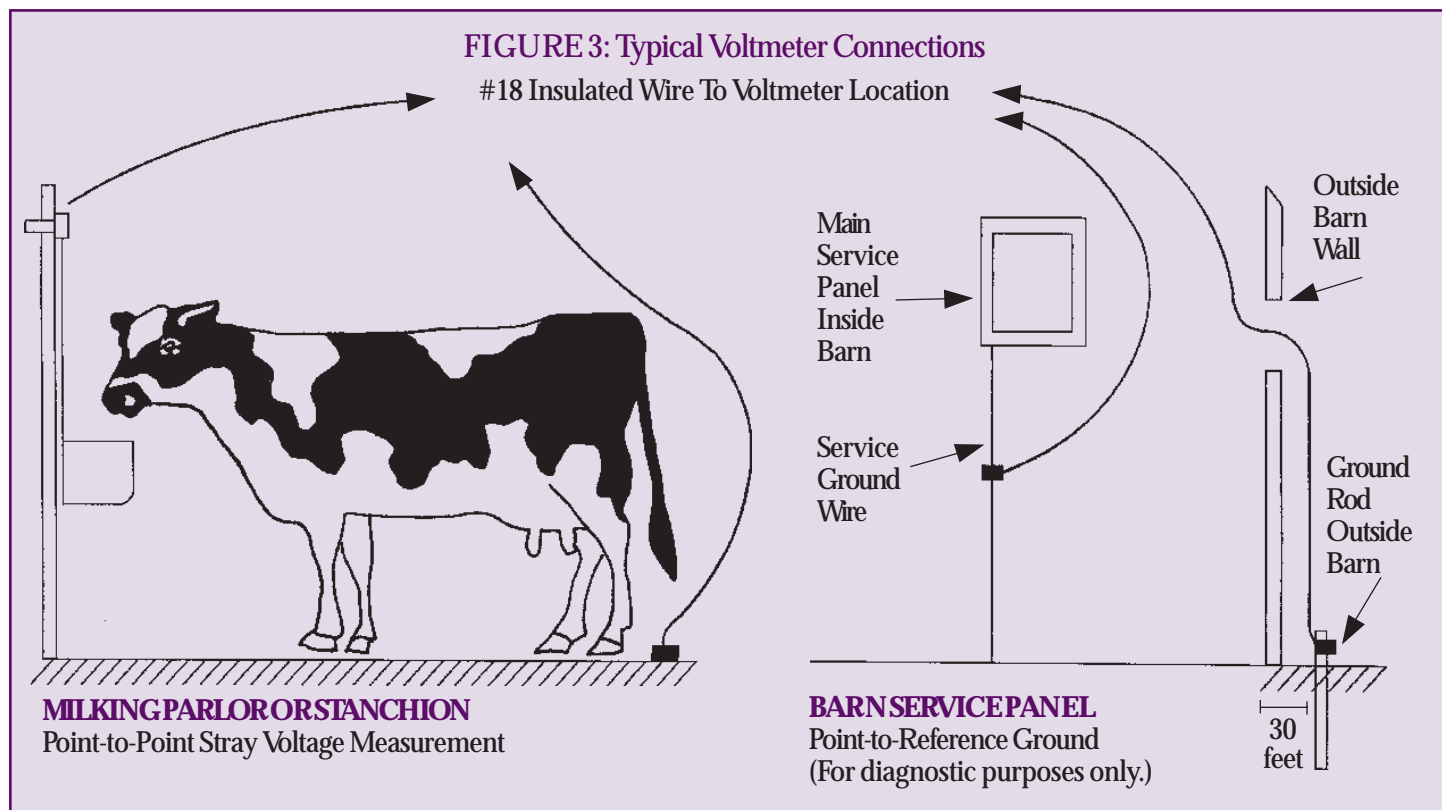 FIGURE 3: Typical Voltmeter Connections
#18 Insulated Wire To Voltmeter Location
Main
Service
Panel
Inside
Barn
Outside
Barn
Wall
Service
Ground
Wire
Ground
Rod
Outside
Barn
MILKING PARLOR OR STANCHION
Point-to-Point Stray Voltage Measurement
BARN SERVICE PANEL
Point-to-Reference Ground
(For diagnostic purposes only.)
30
feet